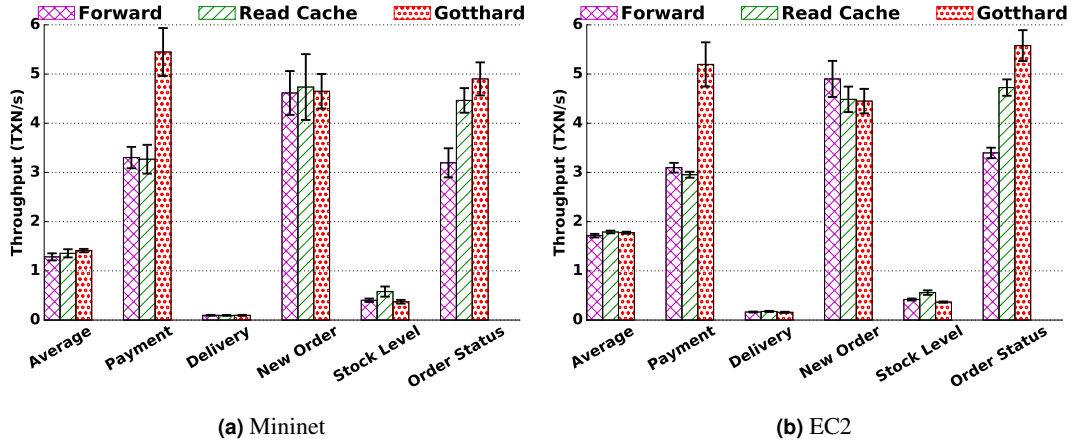 Forward Read Cache Gotthard
Throughput (TXN/s)
6
5
4
3
2
1
0
Average Payment Delivery New Order Stock Level Order Status
(a) Mininet
Forward Read Cache Gotthard
Throughput (TXN/s)
6
5
4
3
2
1
0
Average Payment Delivery New Order Stock Level Order Status
(b) EC2